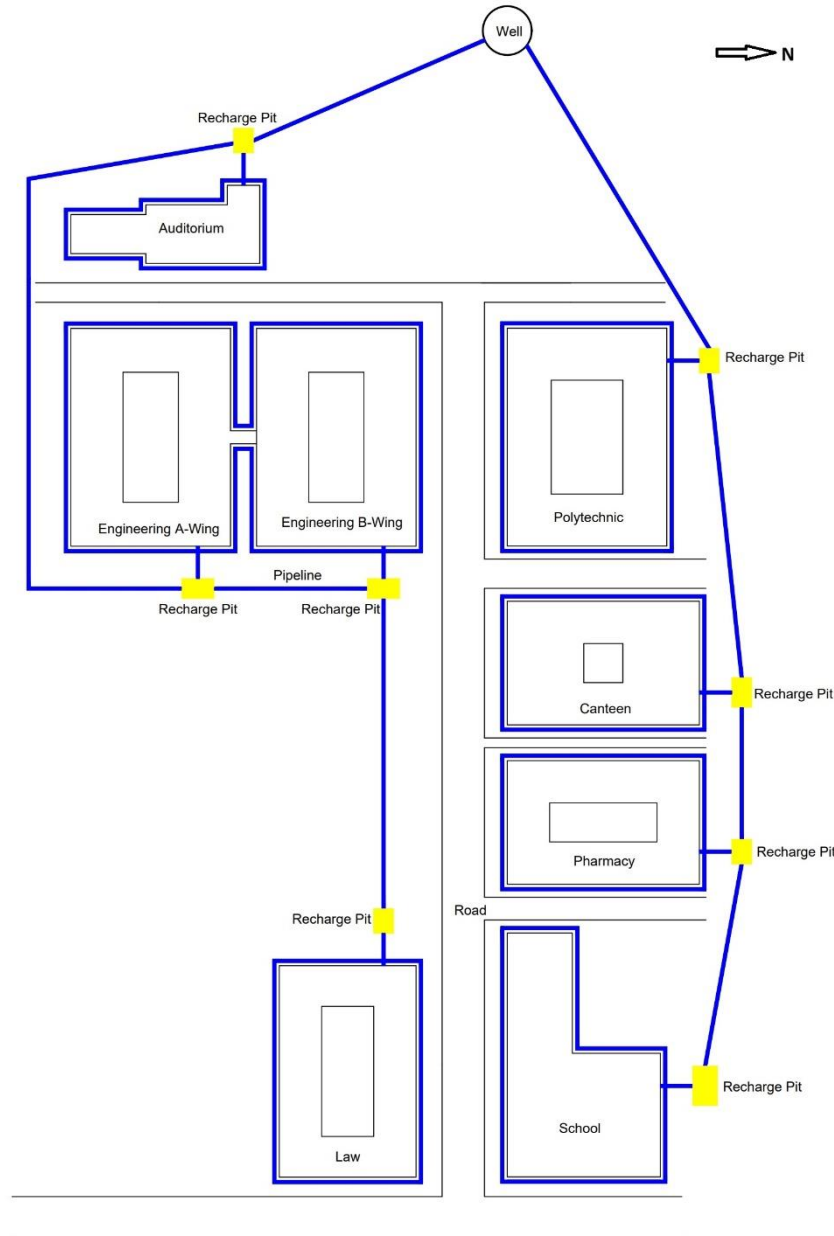 Well
N
Recharge Pit
Auditorium
Recharge Pit
Engineering A-Wing
Engineering B-Wing
Polytechnic
Pipeline
Recharge Pit
Recharge Pit
Recharge Pit
Canteen
Recharge Pit
Pharmacy
Road
Recharge Pit
Recharge Pit
School
Law